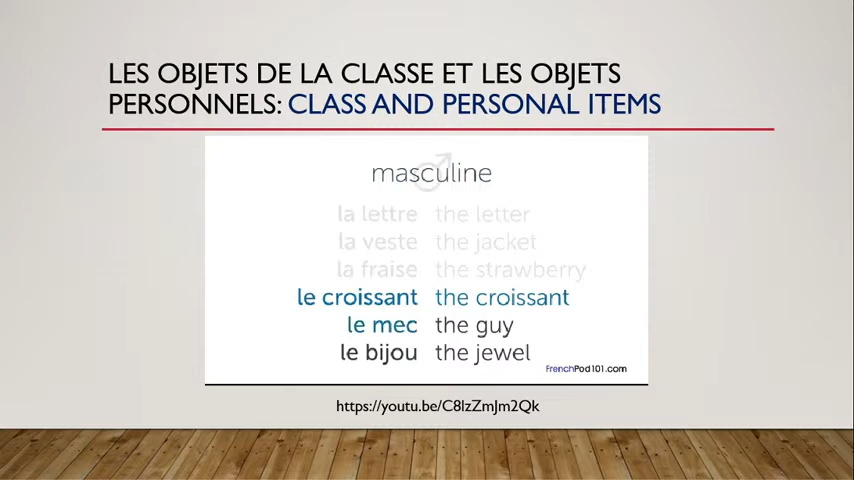 LES OBJETS DE LA CLASSE ET LES OBJETS
PERSONNELS: CLASS AND PERSONAL ITEMS
masculine
la lettre the letter
la veste the jacket
la fraise the strawberry
le croissant the croissant
le mec the guy
le bijou the jewel
FrenchPod101.com
https://youtu.be/C8lzZmJm2Qk